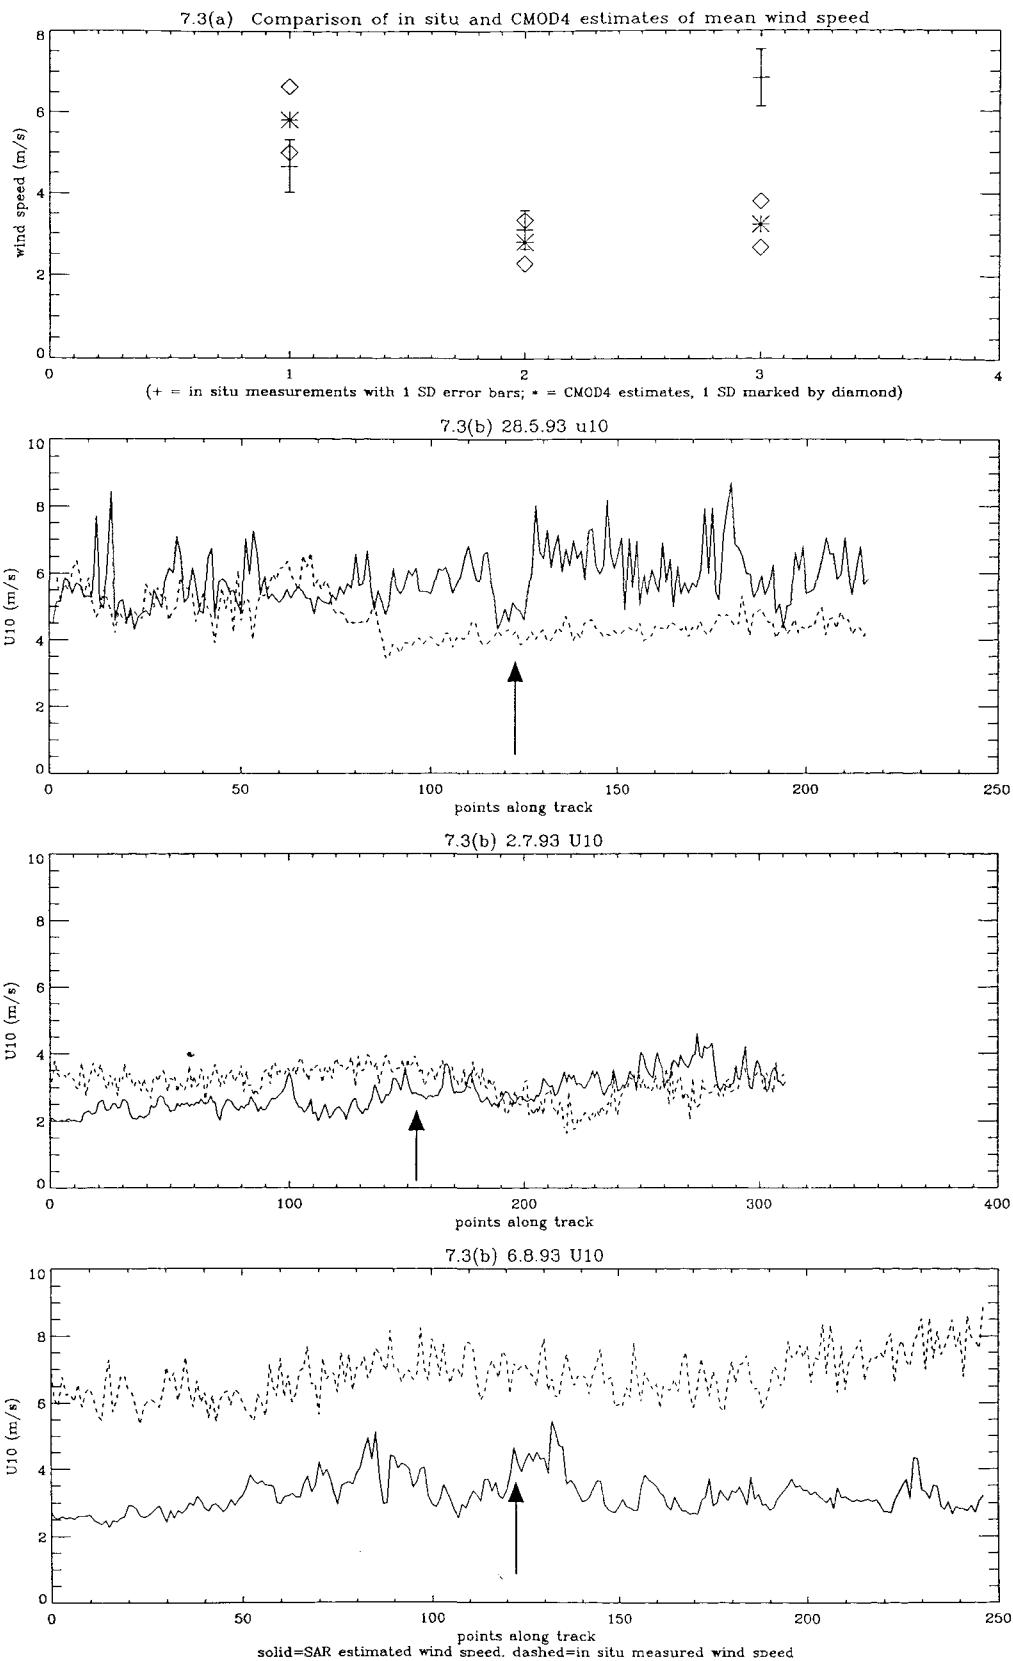 7.3(a) Comparison of in situ and CMOD4 estimates of mean wind speed
8
6
4
2
0
wind speed (m/s)
0 1 2 3 4
(+ = in situ measurements with 1 SD error bars; * = CMOD4 estimates, 1 SD marked by diamond)
7.3(b) 28.5.93 u10
10
8
6
4
2
0
U10 (m/s)
0 50 100 150 200 250
points along track
7.3(b) 2.7.93 U10
10
8
6
4
2
0
U10 (m/s)
0 100 200 300 400
points along track
7.3(b) 6.8.93 U10
10
8
6
4
2
0
U10 (m/s)
0 50 100 150 200 250
points along track
solid=SAR estimated wind speed, dashed=in situ measured wind speed